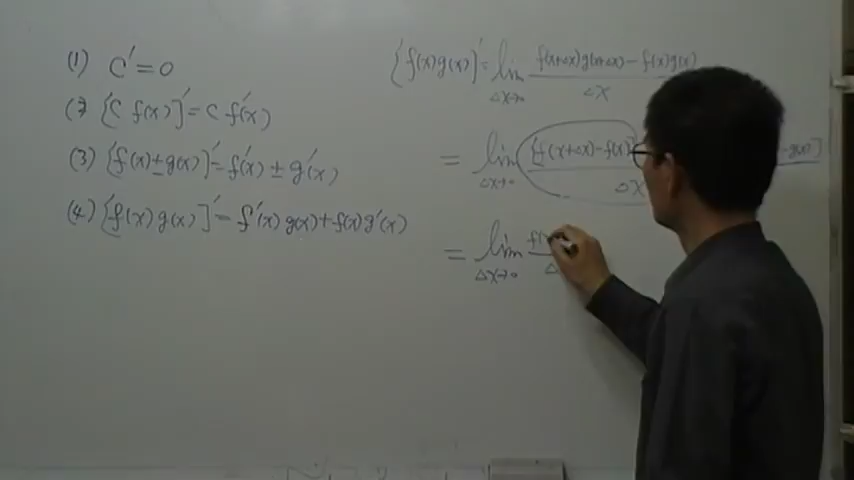 (1) C' = 0
(2) [C f(x)]' = C f'(x)
(3) [f(x) ± g(x)]' = f'(x) ± g'(x)
(4) [f(x) g(x)]' = f'(x) g(x) + f(x) g'(x)
[f(x) g(x)]' = lim Δx→0 f(x+Δx) g(x+Δx) − f(x) g(x) / Δx
= lim Δx→0 [f(x+Δx) − f(x)] / Δx − g(x)]
= lim Δx→0